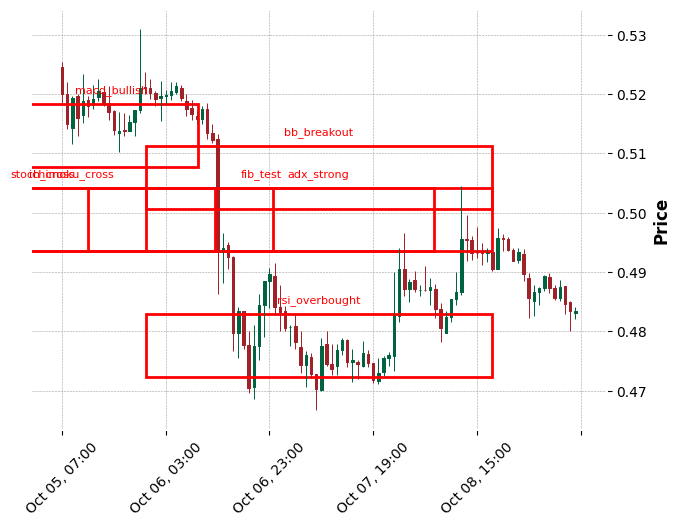 0.53
macd_bullish
0.52
bb_breakout
0.51
fib_test
adx_strong
0.50
Price
0.49
rsi_overbought
0.48
0.47
Oct 05, 07:00
Oct 06, 03:00
Oct 06, 23:00
Oct 07, 19:00
Oct 08, 15:00